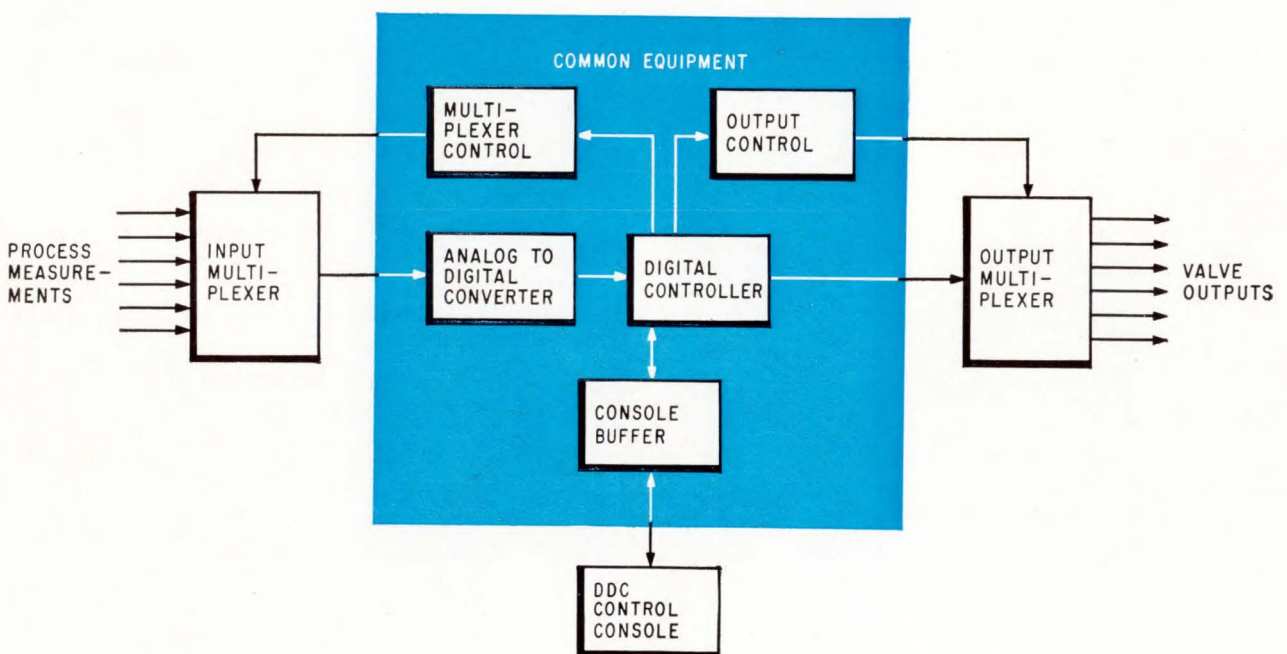 COMMON EQUIPMENT
MULTI-
PLEXER
CONTROL
OUTPUT
CONTROL
PROCESS
MEASURE-
MENTS
INPUT
MULTI-
PLEXER
ANALOG TO
DIGITAL
CONVERTER
DIGITAL
CONTROLLER
OUTPUT
MULTI-
PLEXER
VALVE
OUTPUTS
CONSOLE
BUFFER
DDC
CONTROL
CONSOLE